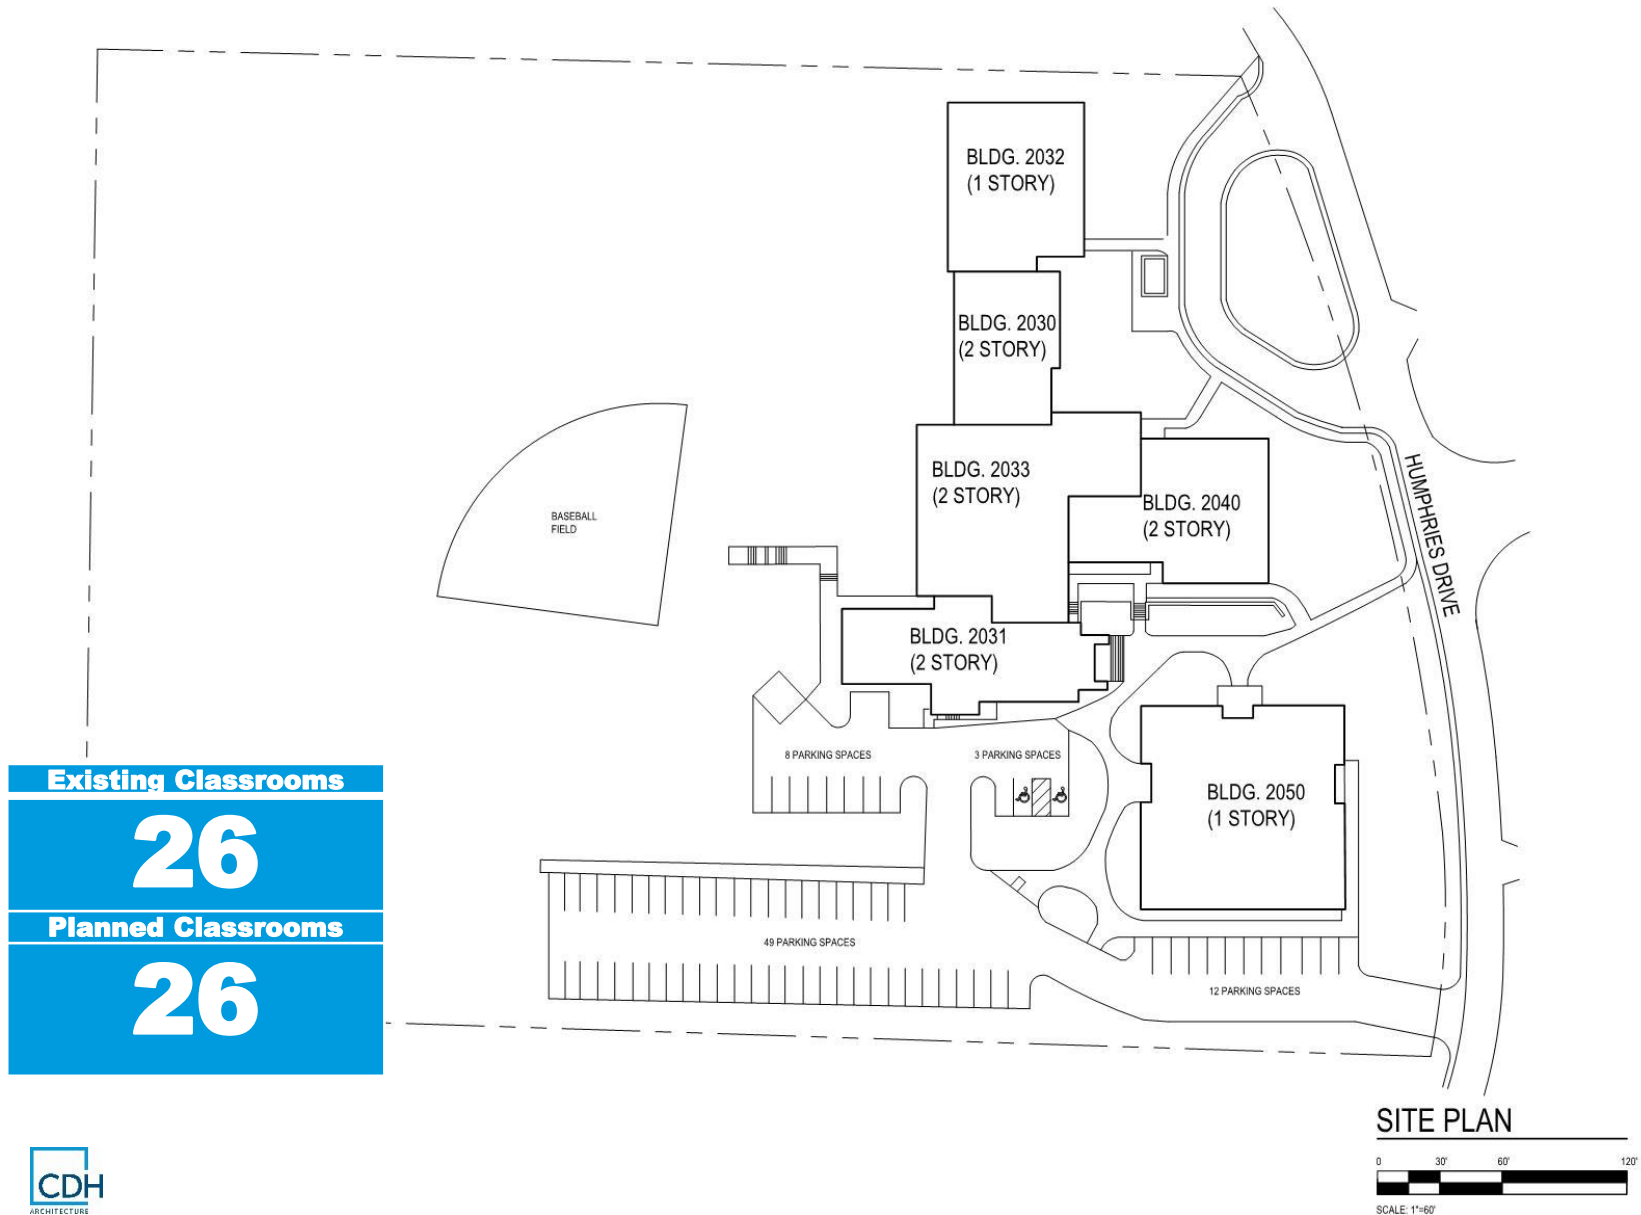 BLDG. 2032
(1 STORY)
BLDG. 2030
(2 STORY)
BLDG. 2033
(2 STORY)
BLDG. 2040
(2 STORY)
HUMPHRIES DRIVE
BASEBALL
FIELD
BLDG. 2031
(2 STORY)
8 PARKING SPACES
3 PARKING SPACES
BLDG. 2050
(1 STORY)
Existing Classrooms
26
Planned Classrooms
26
49 PARKING SPACES
12 PARKING SPACES
SITE PLAN
0 30' 60' 120'
SCALE: 1"=60'
CDH
ARCHITECTURE